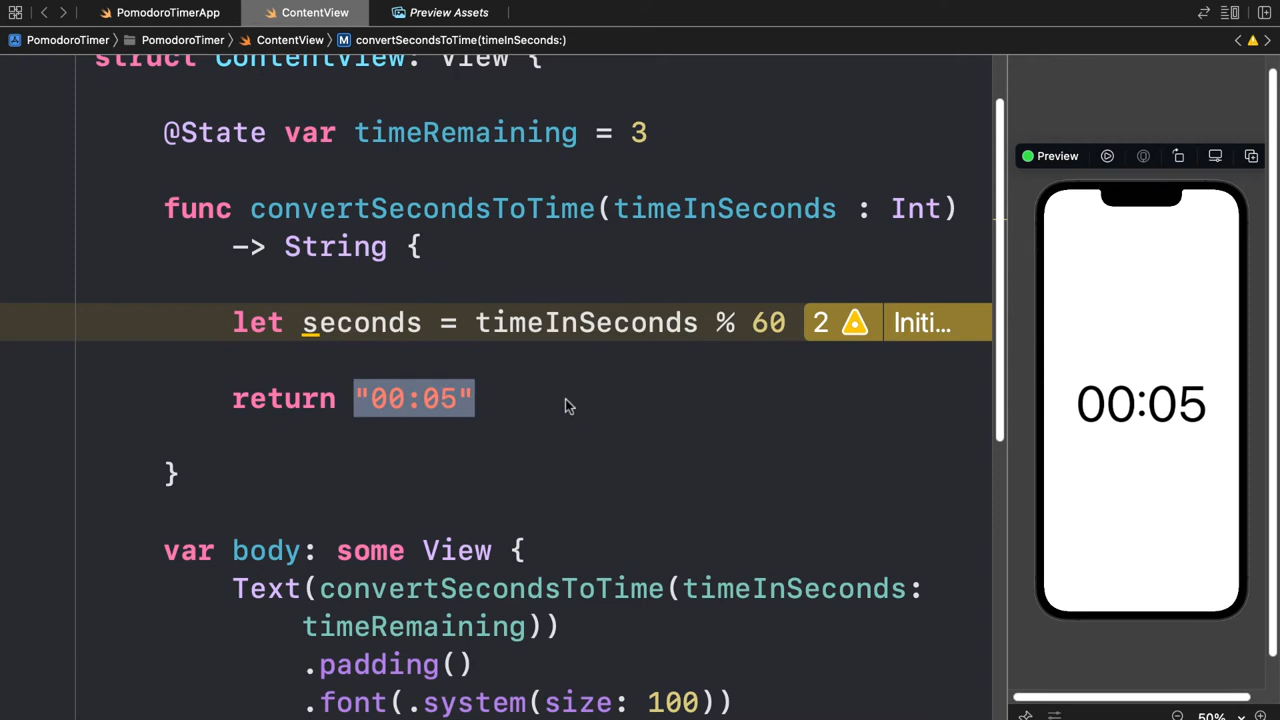 PomodoroTimerApp ContentView Preview Assets
PomodoroTimer PomodoroTimer ContentView M convertSecondsToTime(timeInSeconds:)
struct ContentView: View {
@State var timeRemaining = 3
func convertSecondsToTime(timeInSeconds : Int)
-> String {
let seconds = timeInSeconds % 60 2 Initi...
return "00:05"
}
var body: some View {
Text(convertSecondsToTime(timeInSeconds:
timeRemaining))
.padding()
.font(.system(size: 100))
Preview
00:05
50%